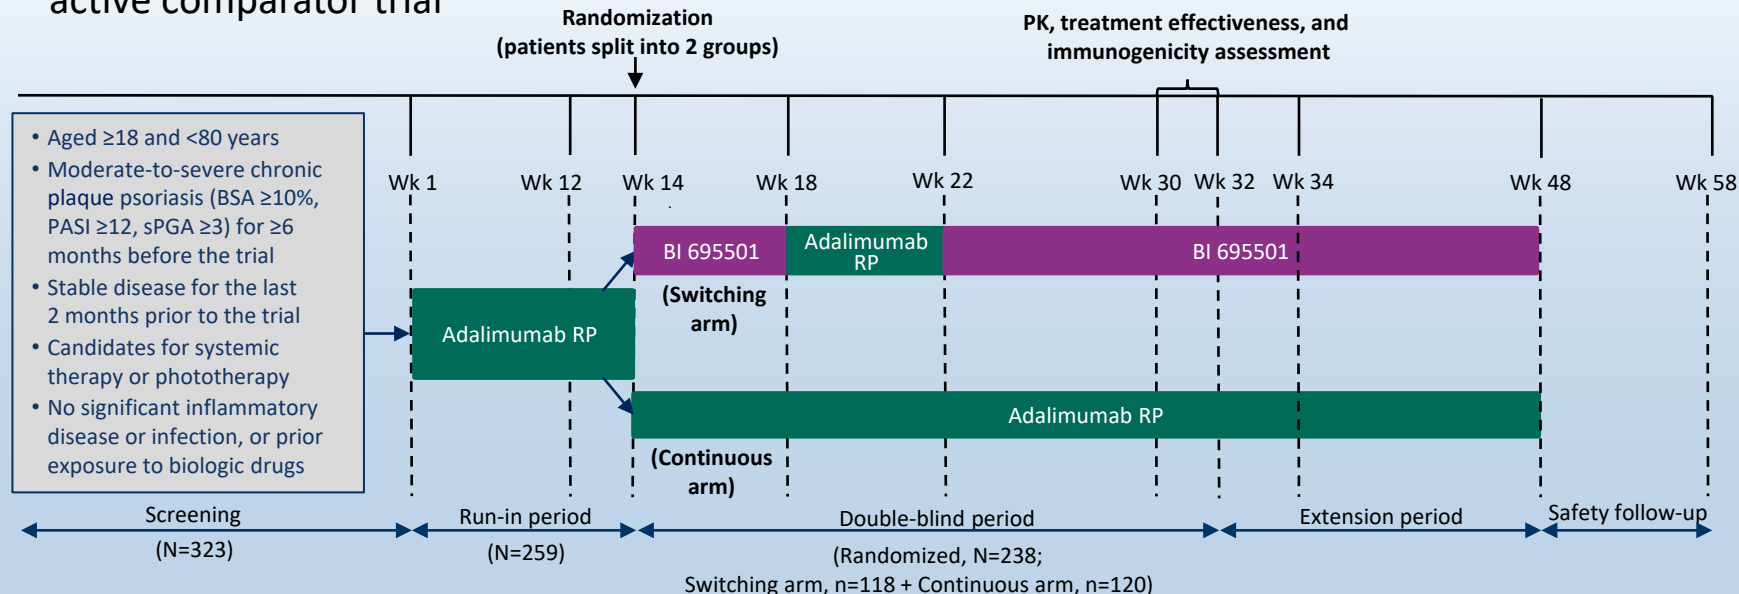 active comparator trial
Randomization
(patients split into 2 groups)
PK, treatment effectiveness, and
immunogenicity assessment
• Aged ≥18 and <80 years
• Moderate-to-severe chronic
plaque psoriasis (BSA ≥10%,
PASI ≥12, sPGA ≥3) for ≥6
months before the trial
• Stable disease for the last
2 months prior to the trial
• Candidates for systemic
therapy or phototherapy
• No significant inflammatory
disease or infection, or prior
exposure to biologic drugs
Wk 1
Wk 12
Wk 14
Wk 18
Wk 22
Wk 30
Wk 32
Wk 34
Wk 48
Wk 58
BI 695501
Adalimumab
RP
BI 695501
(Switching
arm)
Adalimumab RP
Adalimumab RP
(Continuous
arm)
Screening
(N=323)
Run-in period
(N=259)
Double-blind period
(Randomized, N=238;
Switching arm, n=118 + Continuous arm, n=120)
Extension period
Safety follow-up